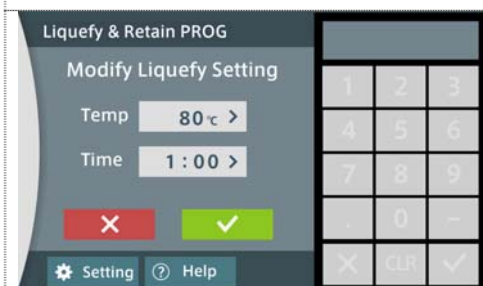 Liquefy & Retain PROG
Modify Liquefy Setting
Temp 80℃ >
Time 1:00 >
Setting ? Help
1 2 3
4 5 6
7 8 9
. 0 −
CLR